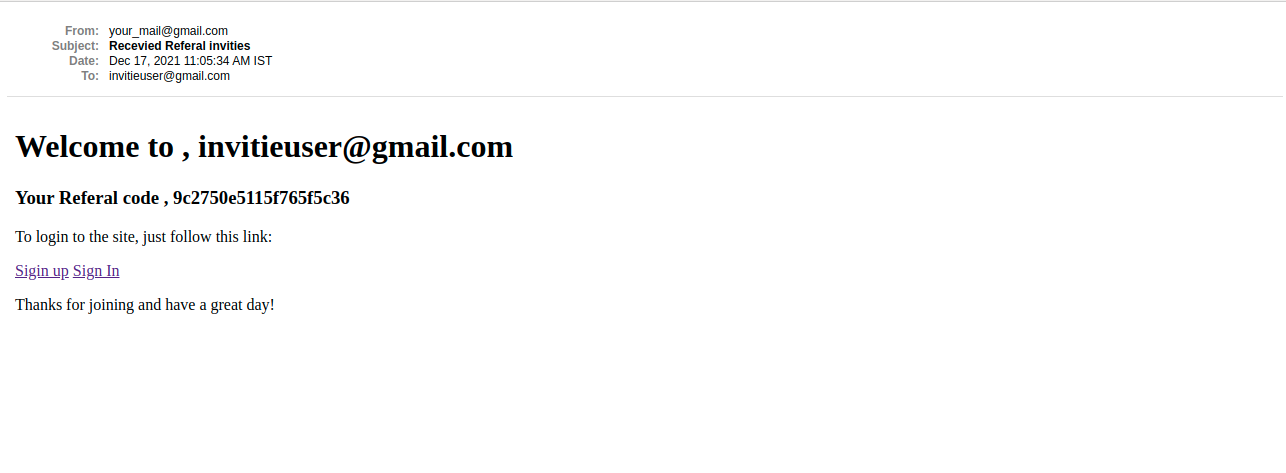 From: your_mail@gmail.com
Subject: Recevied Referal invities
Date: Dec 17, 2021 11:05:34 AM IST
To: invitieuser@gmail.com
Welcome to , invitieuser@gmail.com
Your Referal code , 9c2750e5115f765f5c36
To login to the site, just follow this link:
Sigin up Sign In
Thanks for joining and have a great day!